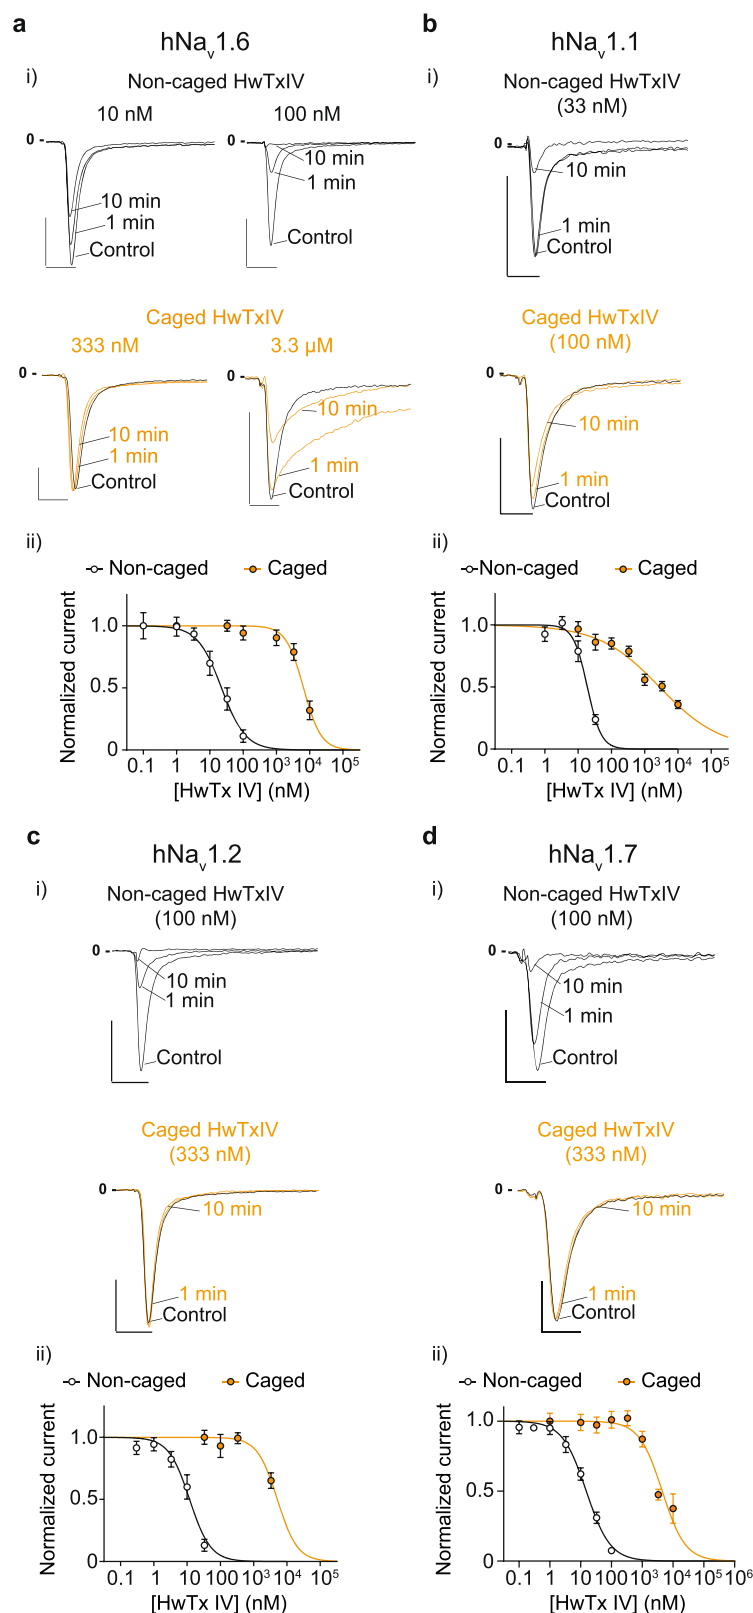 a
hNav1.6
i)
Non-caged HwTxIV
10 nM
100 nM
0 -
10 min
1 min
Control
0 -
10 min
1 min
Control
Caged HwTxIV
333 nM
3.3 µM
0 -
10 min
1 min
Control
0 -
10 min
1 min
Control
ii)
Non-caged
Caged
Normalized current
1.0
0.5
0
0.1 1 10 100 10³ 10⁴ 10⁵
[HwTx IV] (nM)
b
hNav1.1
i)
Non-caged HwTxIV
(33 nM)
0 -
10 min
1 min
Control
Caged HwTxIV
(100 nM)
0 -
10 min
1 min
Control
ii)
Non-caged
Caged
Normalized current
1.0
0.5
0
0.1 1 10 100 10³ 10⁴ 10⁵
[HwTx IV] (nM)
c
hNav1.2
i)
Non-caged HwTxIV
(100 nM)
0 -
10 min
1 min
Control
Caged HwTxIV
(333 nM)
0 -
10 min
1 min
Control
ii)
Non-caged
Caged
Normalized current
1.0
0.5
0
0.1 1 10 100 10³ 10⁴ 10⁵
[HwTx IV] (nM)
d
hNav1.7
i)
Non-caged HwTxIV
(100 nM)
0 -
10 min
1 min
Control
Caged HwTxIV
(333 nM)
0 -
10 min
1 min
Control
ii)
Non-caged
Caged
Normalized current
1.0
0.5
0
0.1 1 10 100 10³ 10⁴ 10⁵ 10⁶
[HwTx IV] (nM)